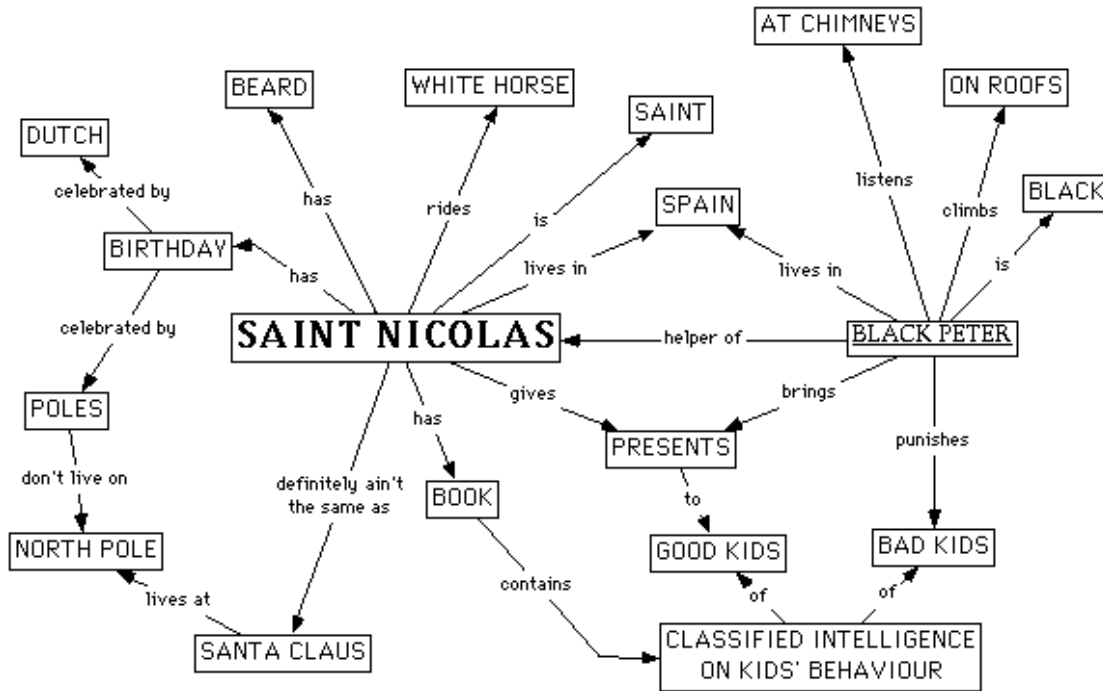 AT CHIMNEYS
BEARD
WHITE HORSE
ON ROOFS
SAINT
DUTCH
celebrated by
has
rides
is
listens
climbs
BLACK
SPAIN
BIRTHDAY
has
lives in
lives in
is
celebrated by
SAINT NICOLAS
helper of
BLACK PETER
POLES
has
gives
brings
PRESENTS
punishes
don't live on
definitely ain't
the same as
BOOK
to
NORTH POLE
GOOD KIDS
BAD KIDS
lives at
contains
of
of
SANTA CLAUS
CLASSIFIED INTELLIGENCE
ON KIDS' BEHAVIOUR